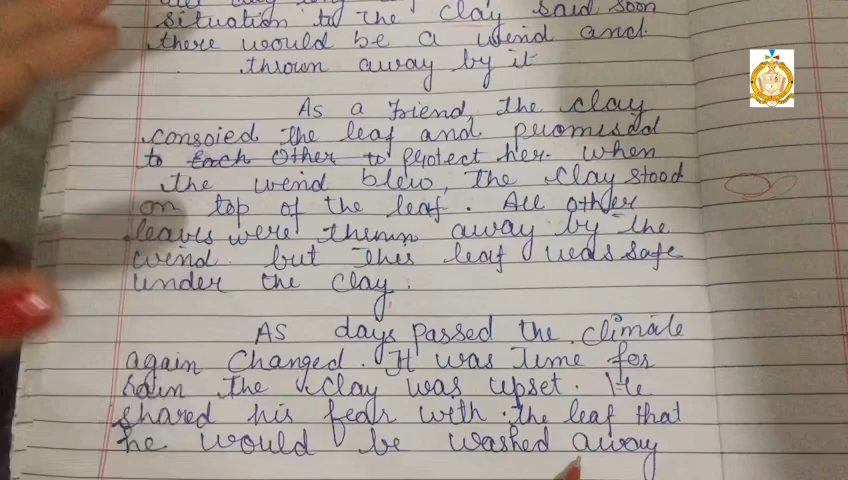 all day long
situation to the clay said soon
there would be a wind and
thrown away by it
As a friend, the clay
consoled the leaf and promised
to each other to protect her. When
the wind blew, the clay stood
on top of the leaf. All other
leaves were thrown away by the
wind. but this leaf was safe
under the clay.
As days passed the climate
again changed. It was time for
rain the clay was upset. He
shared his fear with the leaf that
he would be washed away